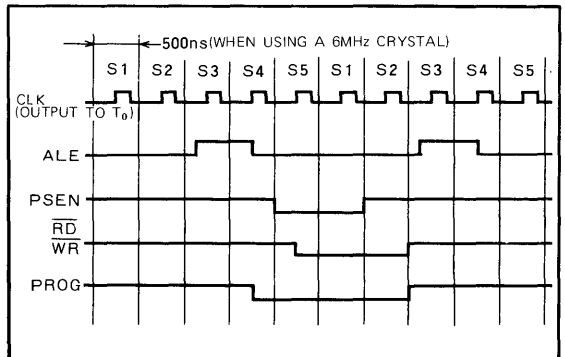 500ns(WHEN USING A 6MHz CRYSTAL)
S1 S2 S3 S4 S5 S1 S2 S3 S4 S5
CLK
(OUTPUT TO T₀)
ALE
PSEN
RD
WR
PROG